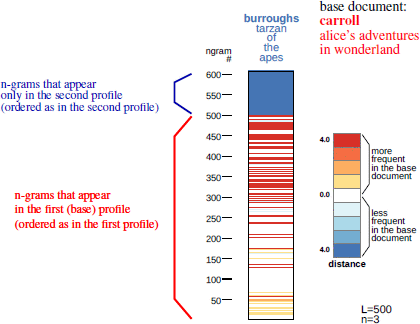 base document:
carroll
alice's adventures
in wonderland
burroughs
tarzan
of
the
apes
ngram
#
600
550
500
450
400
350
300
250
200
150
100
50
n-grams that appear
only in the second profile
(ordered as in the second profile)
n-grams that appear
in the first (base) profile
(ordered as in the first profile)
4.0
more
frequent
in the base
document
0.0
less
frequent
in the base
document
4.0
distance
L=500
n=3